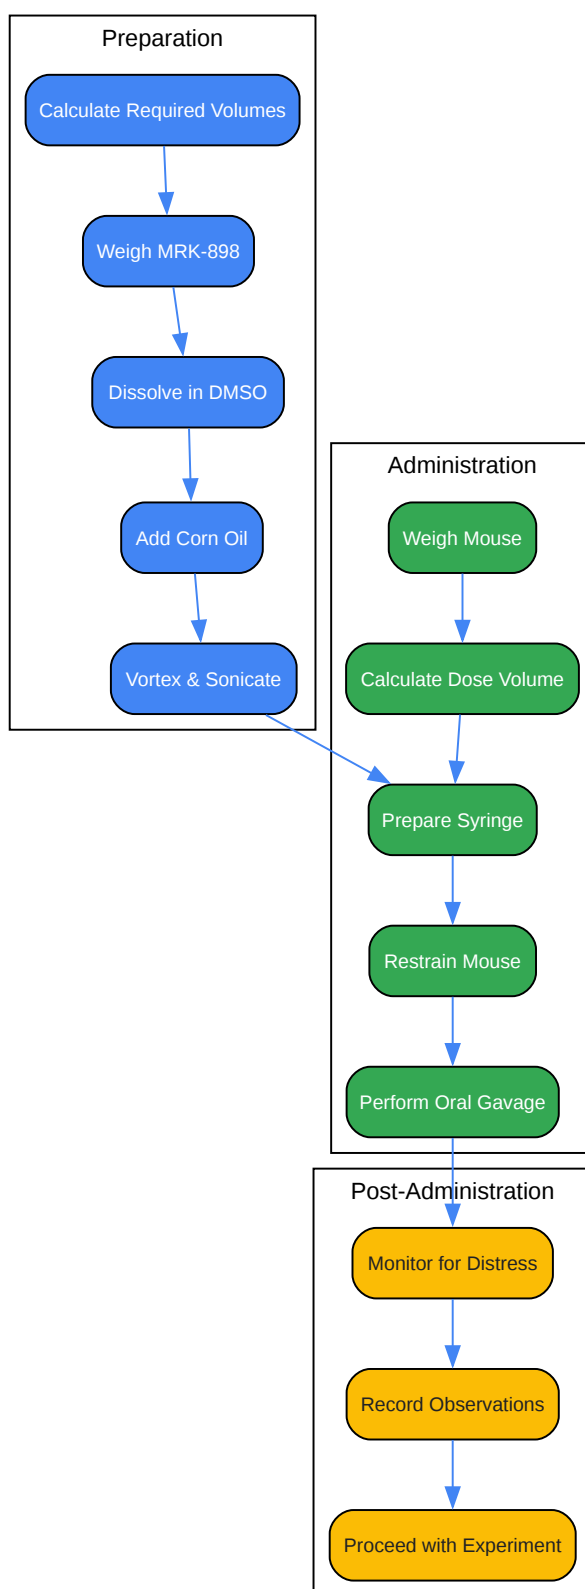 Preparation
Calculate Required Volumes
Weigh MRK-898
Dissolve in DMSO
Add Corn Oil
Vortex & Sonicate
Administration
Weigh Mouse
Calculate Dose Volume
Prepare Syringe
Restrain Mouse
Perform Oral Gavage
Post-Administration
Monitor for Distress
Record Observations
Proceed with Experiment